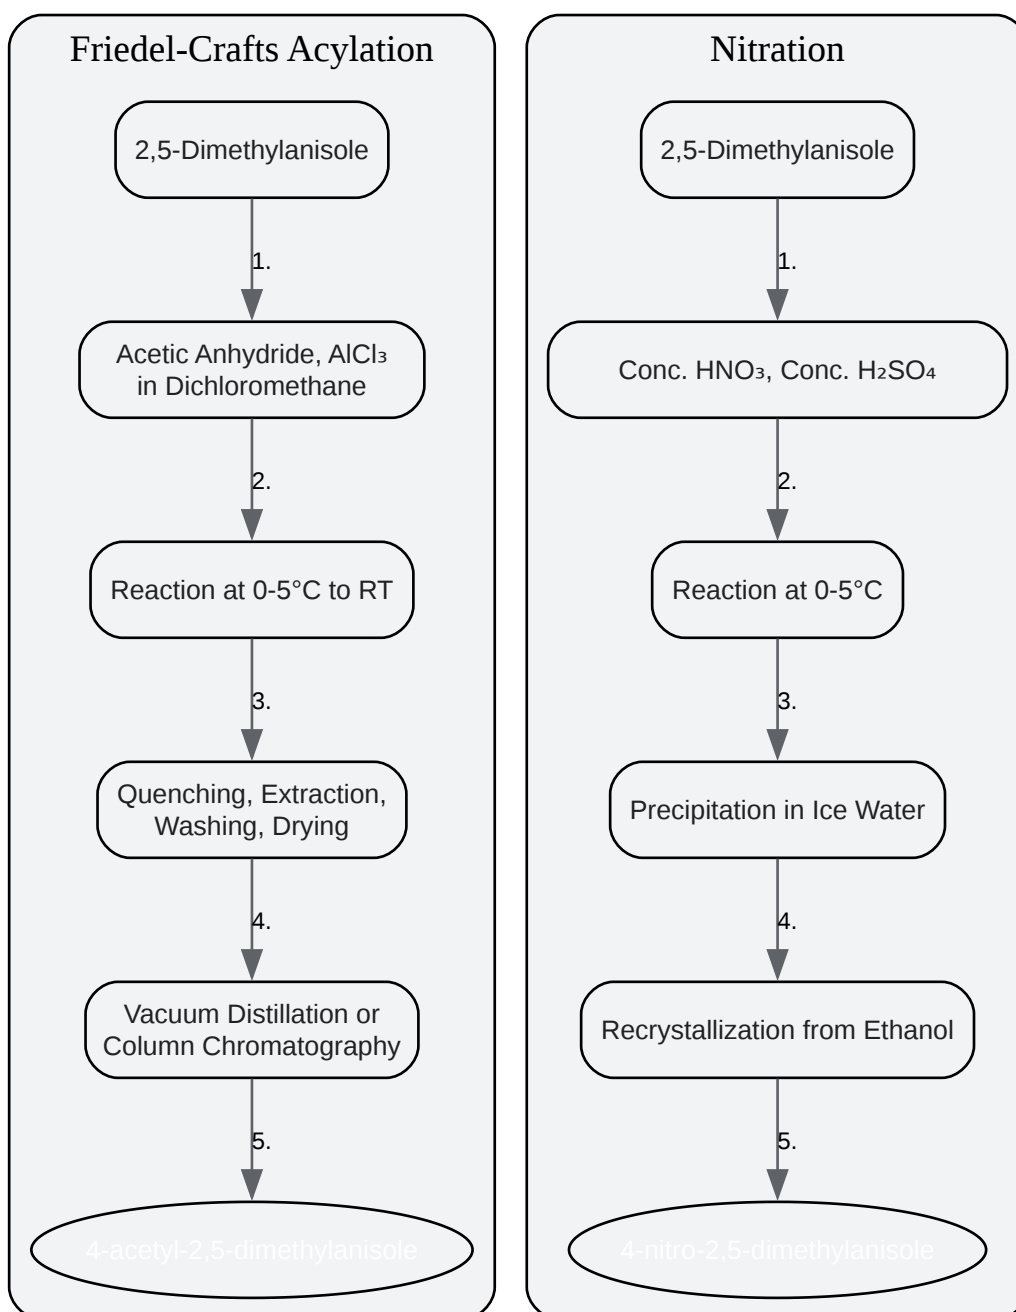 Friedel-Crafts Acylation
2,5-Dimethylanisole
1.
Acetic Anhydride, AlCl₃
in Dichloromethane
2.
Reaction at 0-5°C to RT
3.
Quenching, Extraction,
Washing, Drying
4.
Vacuum Distillation or
Column Chromatography
5.
4-acetyl-2,5-dimethylanisole
Nitration
2,5-Dimethylanisole
1.
Conc. HNO₃, Conc. H₂SO₄
2.
Reaction at 0-5°C
3.
Precipitation in Ice Water
4.
Recrystallization from Ethanol
5.
4-nitro-2,5-dimethylanisole